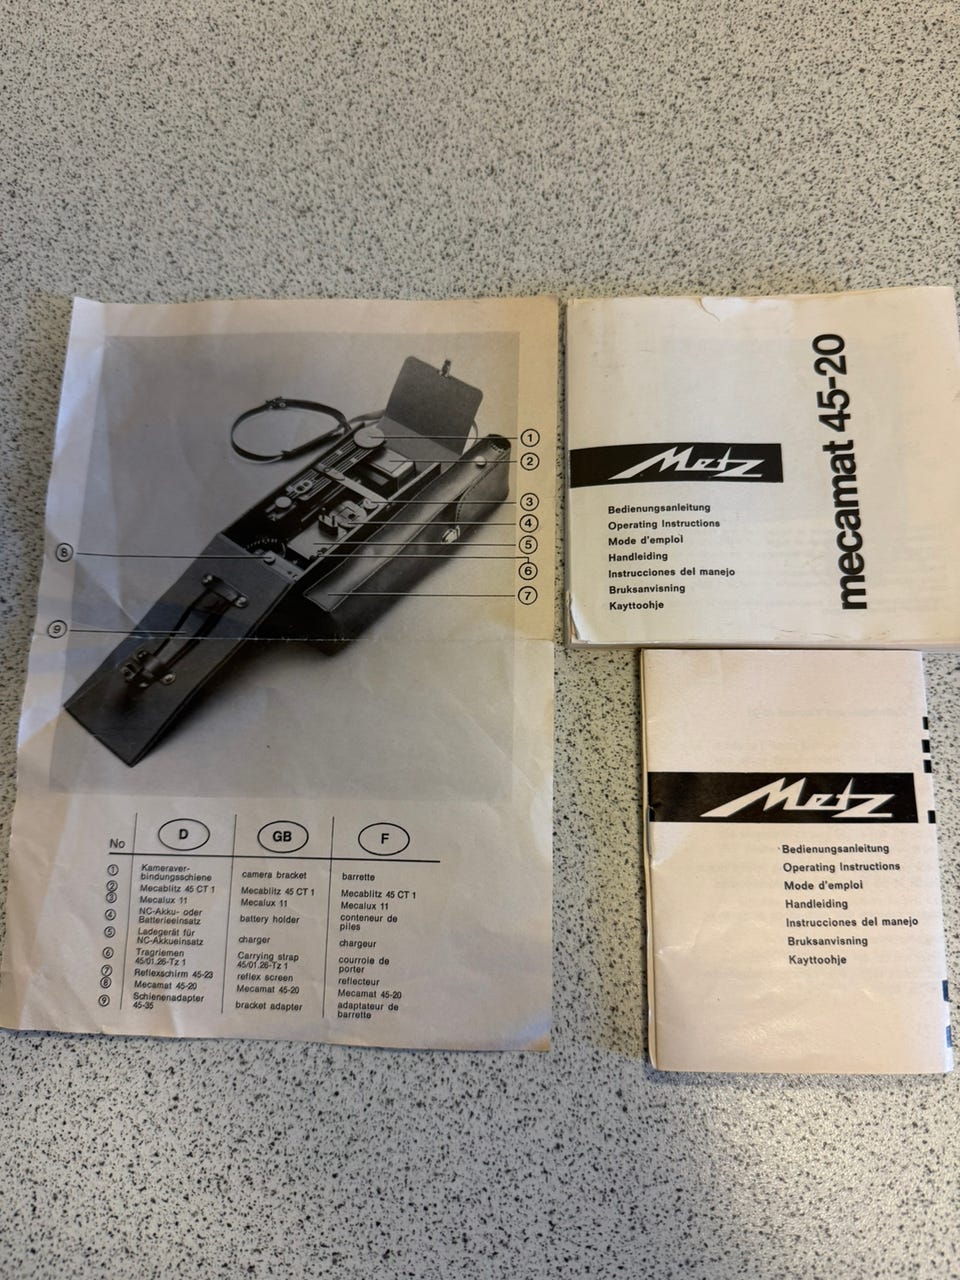 1
2
3
4
5
6
7
8
9
No D GB F
1 Kameraver-
bindungsschiene camera bracket barrette
2 Mecablitz 45 CT 1 Mecablitz 45 CT 1 Mecablitz 45 CT 1
3 Mecalux 11 Mecalux 11 Mecalux 11
4 NC-Akku- oder
Batterieeinsatz battery holder conteneur de
piles
5 Ladegerät für
NC-Akkueinsatz charger chargeur
6 Tragriemen
45/01.26-Tz 1 Carrying strap
45/01.26-Tz 1 courroie de
porter
7 Reflexschirm 45-23 reflex screen reflecteur
8 Mecamat 45-20 Mecamat 45-20 Mecamat 45-20
9 Schienenadapter
45-35 bracket adapter adaptateur de
barrette
Metz
mecamat 45-20
Bedienungsanleitung
Operating Instructions
Mode d'emploi
Handleiding
Instrucciones del manejo
Bruksanvisning
Kayttoohje
Metz
Bedienungsanleitung
Operating Instructions
Mode d'emploi
Handleiding
Instrucciones del manejo
Bruksanvisning
Kayttoohje